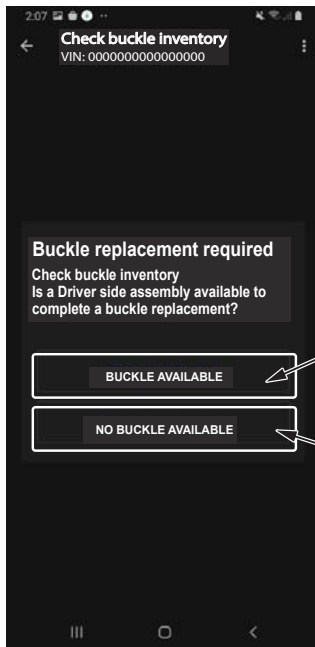 2:07
Check buckle inventory
VIN: 0000000000000000
Buckle replacement required
Check buckle inventory
Is a Driver side assembly available to
complete a buckle replacement?
BUCKLE AVAILABLE
NO BUCKLE AVAILABLE